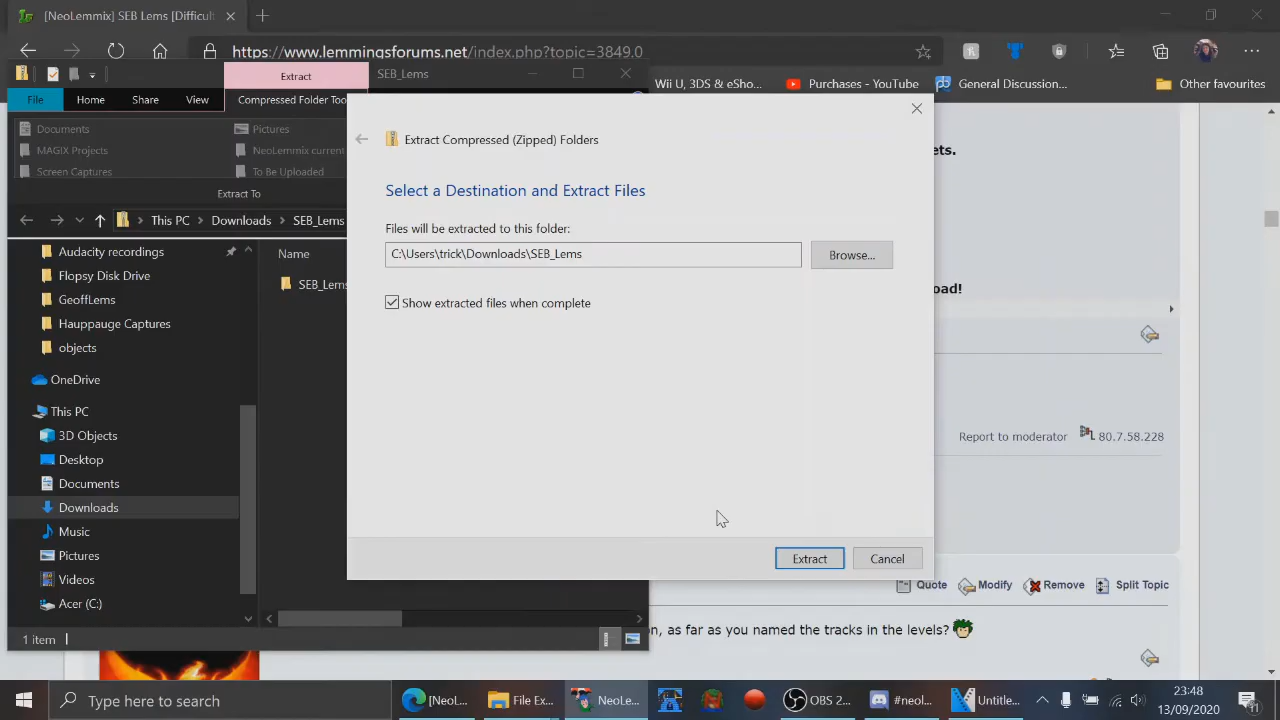 [NeoLemmix] SEB Lems [Difficult
https://www.lemmingsforums.net/index.php?topic=3849.0
Wii U, 3DS & eSho...
Purchases - YouTube
General Discussion...
Other favourites
Extract
SEB_Lems
File
Home
Share
View
Compressed Folder Too
Documents
Pictures
MAGIX Projects
NeoLemmix current
Screen Captures
To Be Uploaded
Extract To
This PC
Downloads
SEB_Lems
Audacity recordings
Flopsy Disk Drive
GeoffLems
Hauppauge Captures
objects
OneDrive
This PC
3D Objects
Desktop
Documents
Downloads
Music
Pictures
Videos
Acer (C:)
Name
SEB_Lems
1 item
Extract Compressed (Zipped) Folders
Select a Destination and Extract Files
Files will be extracted to this folder:
C:\Users\trick\Downloads\SEB_Lems
Browse...
Show extracted files when complete
Extract
Cancel
ets.
oad!
Report to moderator
80.7.58.228
Quote
Modify
Remove
Split Topic
on, as far as you named the tracks in the levels?
Type here to search
[NeoL...
File Ex...
NeoLe...
OBS 2...
#neol...
Untitle...
23:48
13/09/2020